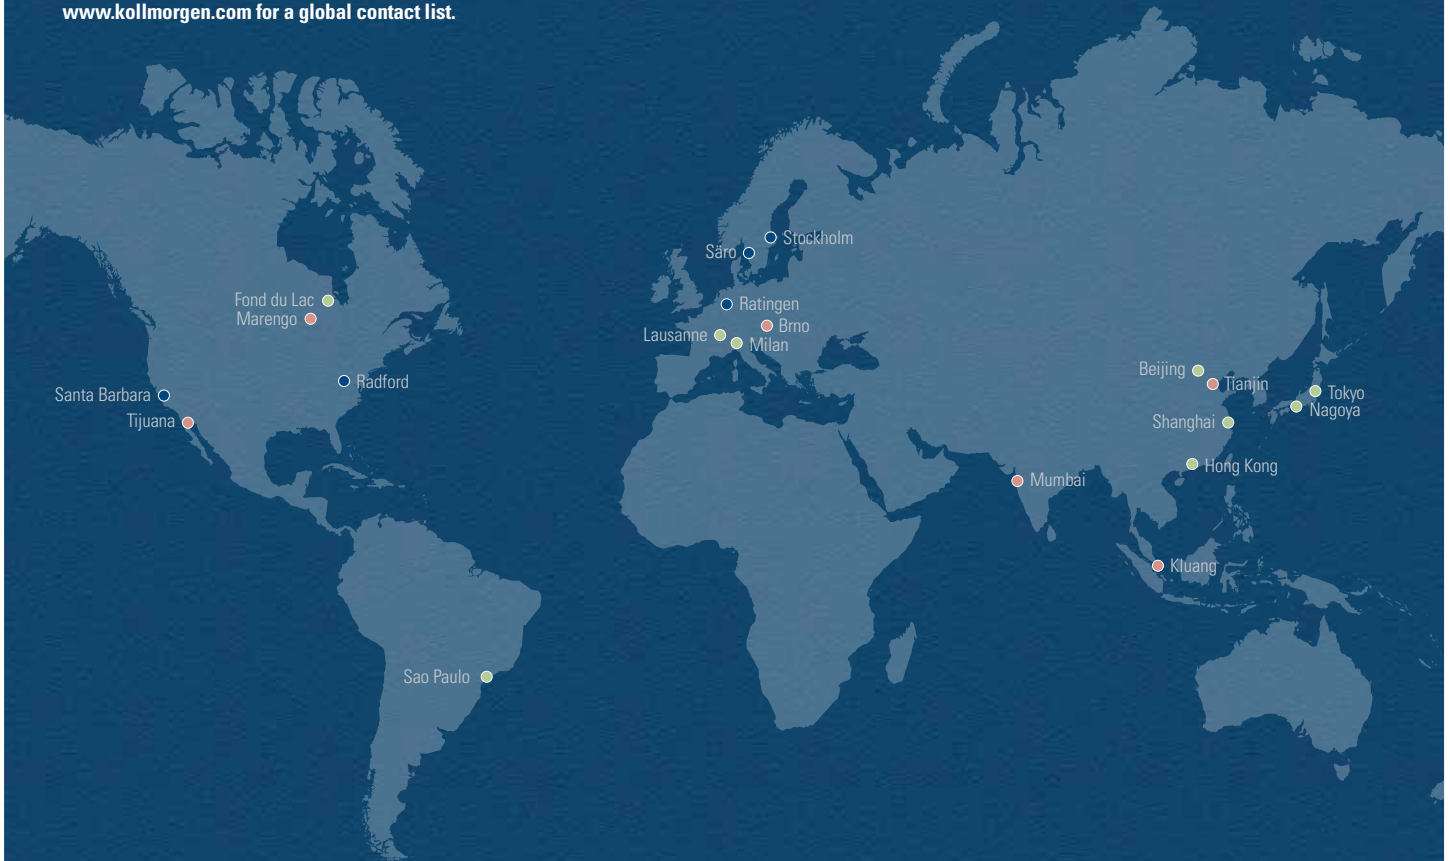 www.kollmorgen.com for a global contact list.
Stockholm
Säro
Fond du Lac
Ratingen
Marengo
Brno
Lausanne
Milan
Beijing
Radford
Tianjin
Santa Barbara
Tokyo
Nagoya
Tijuana
Shanghai
Hong Kong
Mumbai
Kluang
Sao Paulo